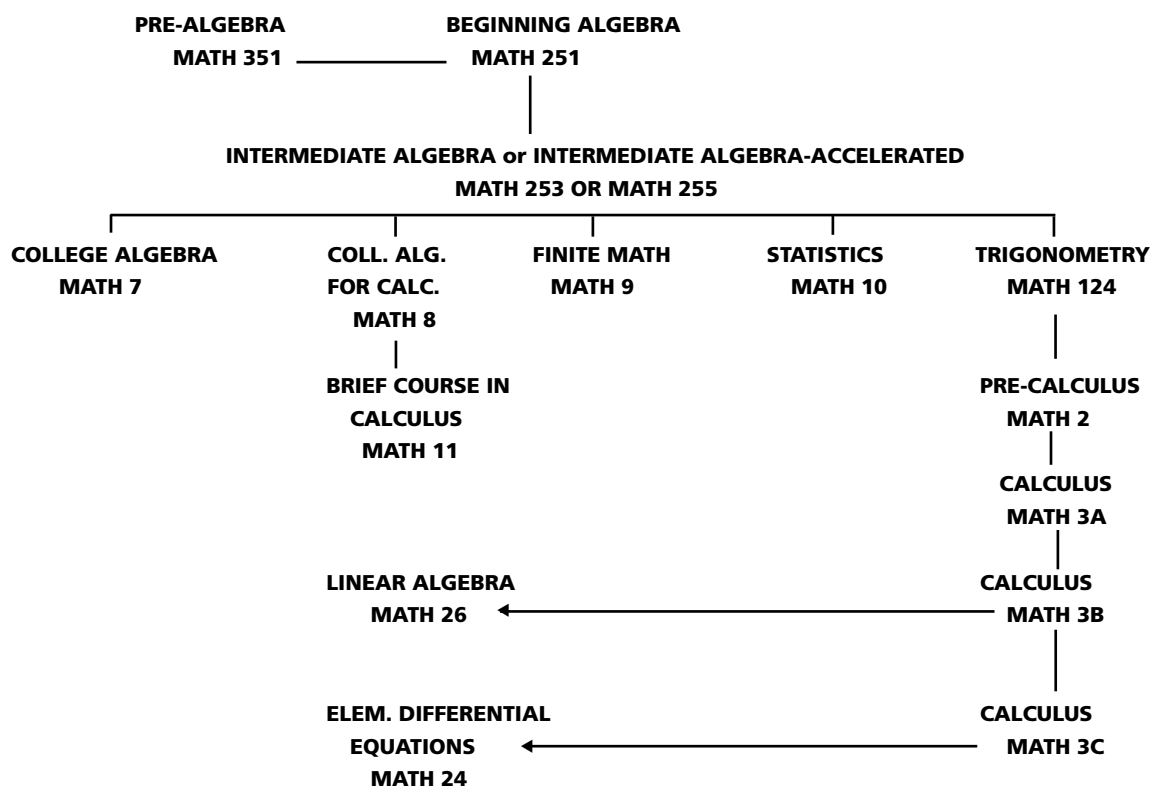 PRE-ALGEBRA
MATH 351
BEGINNING ALGEBRA
MATH 251
INTERMEDIATE ALGEBRA or INTERMEDIATE ALGEBRA-ACCELERATED
MATH 253 OR MATH 255
COLLEGE ALGEBRA
MATH 7
COLL. ALG.
FOR CALC.
MATH 8
FINITE MATH
MATH 9
STATISTICS
MATH 10
TRIGONOMETRY
MATH 124
BRIEF COURSE IN
CALCULUS
MATH 11
PRE-CALCULUS
MATH 2
CALCULUS
MATH 3A
LINEAR ALGEBRA
MATH 26
CALCULUS
MATH 3B
ELEM. DIFFERENTIAL
EQUATIONS
MATH 24
CALCULUS
MATH 3C